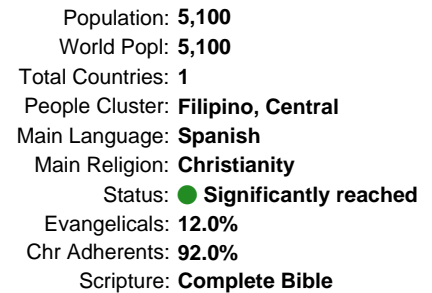 Population: 5,100
World Popl: 5,100
Total Countries: 1
People Cluster: Filipino, Central
Main Language: Spanish
Main Religion: Christianity
Status: Significantly reached
Evangelicals: 12.0%
Chr Adherents: 92.0%
Scripture: Complete Bible